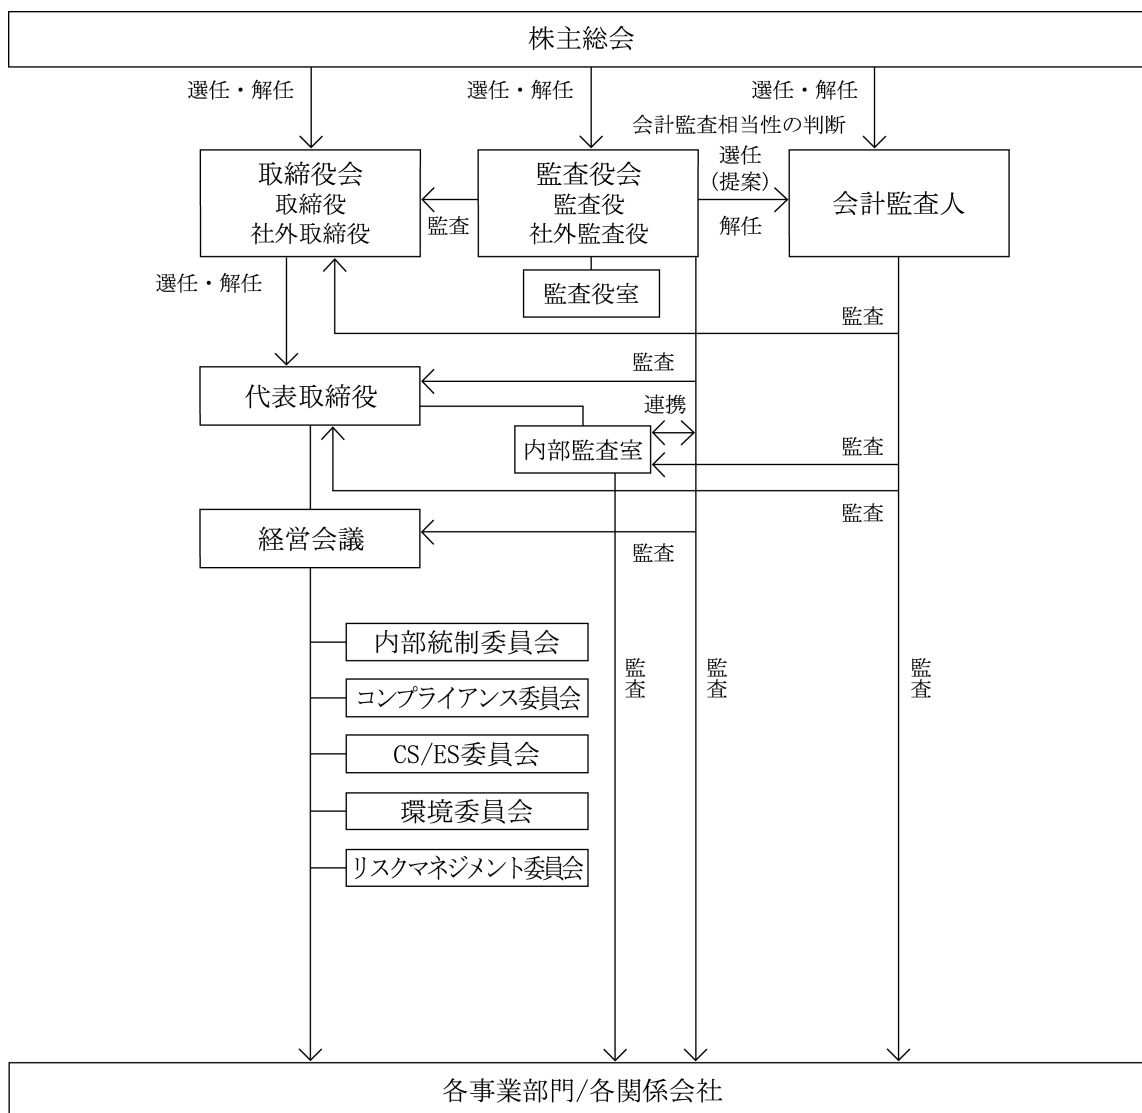 株主総会
選任・解任
選任・解任
選任・解任
会計監査相当性の判断
取締役会
取締役
社外取締役
監査
監査役会
監査役
社外監査役
選任
(提案)
解任
会計監査人
監査役室
選任・解任
監査
監査
代表取締役
連携
内部監査室
監査
監査
経営会議
監査
内部統制委員会
コンプライアンス委員会
CS/ES委員会
環境委員会
リスクマネジメント委員会
監査
監査
監査
各事業部門/各関係会社